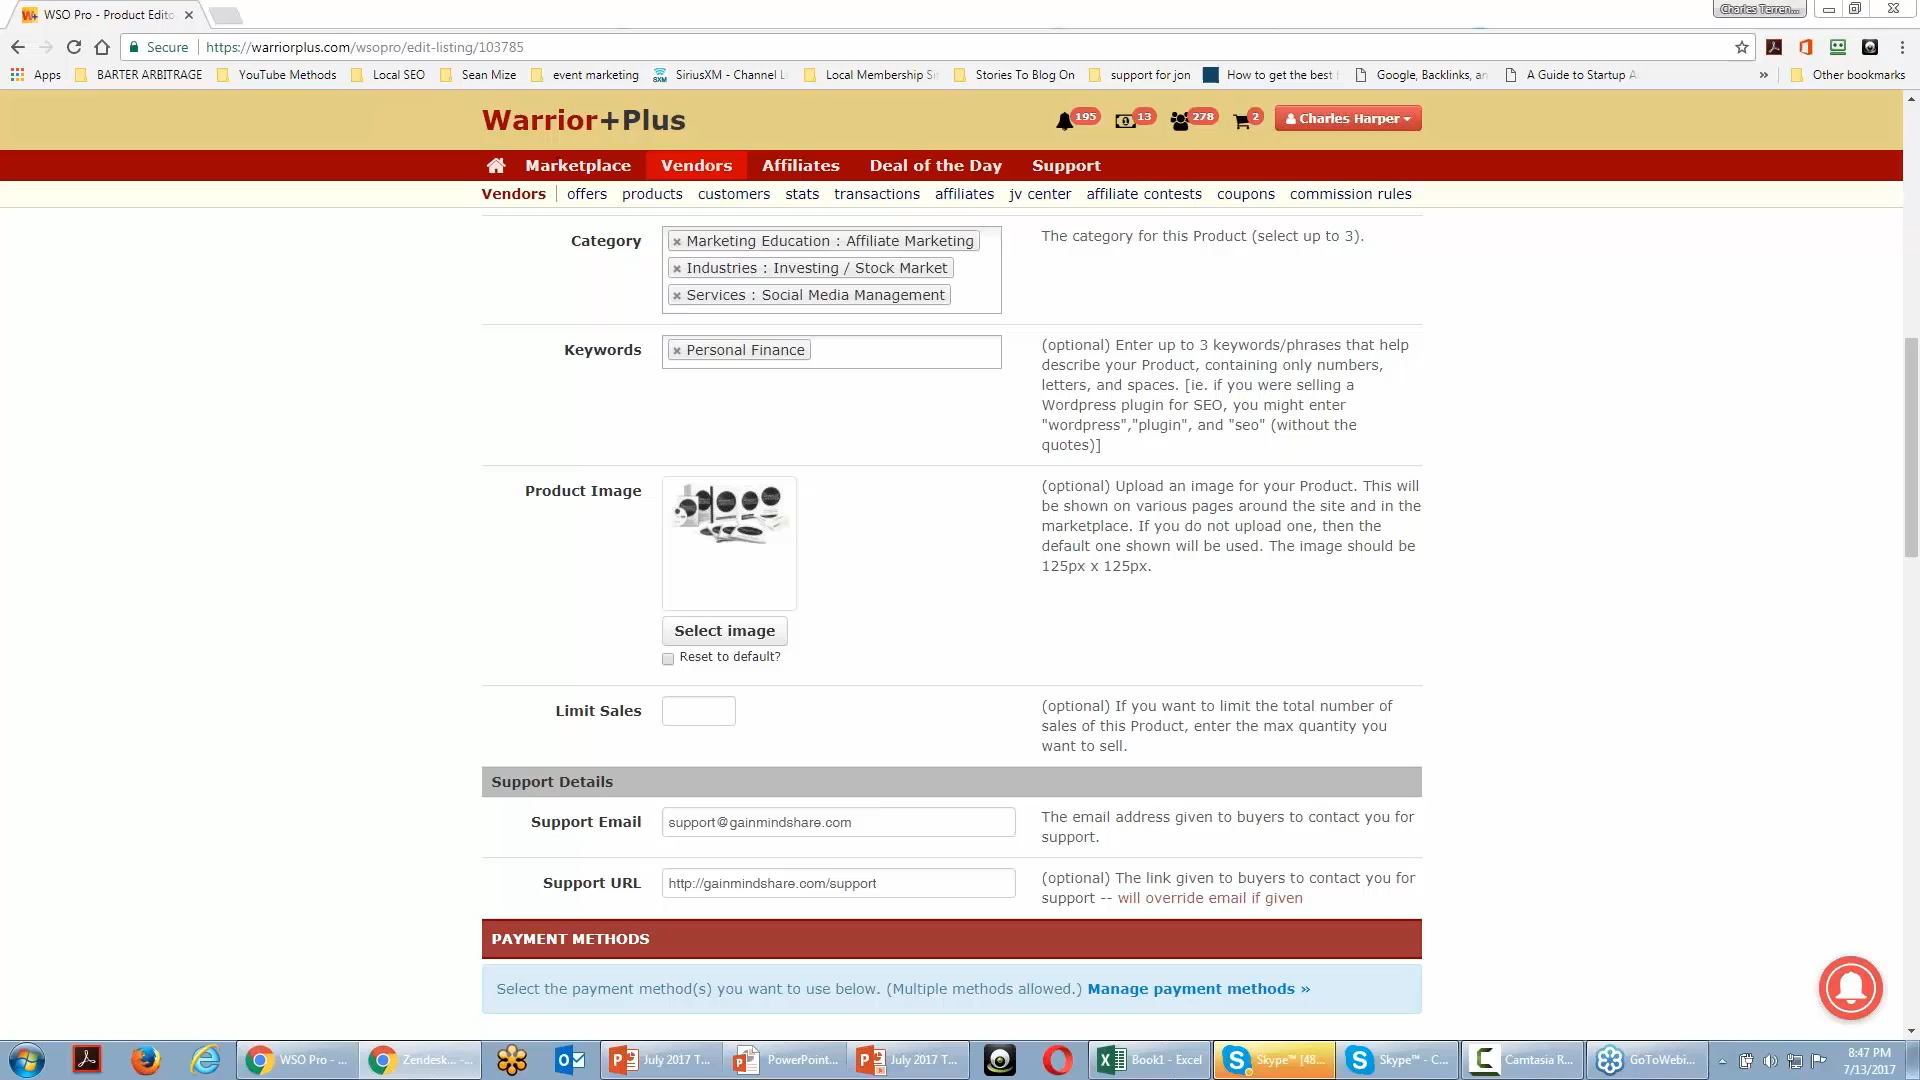 WSO Pro - Product Edito
Charles Terren...
Secure
https://warriorplus.com/wsopro/edit-listing/103785
Apps
BARTER ARBITRAGE
YouTube Methods
Local SEO
Sean Mize
event marketing
SiriusXM - Channel L
Local Membership Si
Stories To Blog On
support for jon
How to get the best
Google, Backlinks, an
A Guide to Startup A
»
Other bookmarks
Warrior+Plus
195
13
278
2
Charles Harper
Marketplace
Vendors
Affiliates
Deal of the Day
Support
Vendors
offers
products
customers
stats
transactions
affiliates
jv center
affiliate contests
coupons
commission rules
Category
× Marketing Education : Affiliate Marketing
× Industries : Investing / Stock Market
× Services : Social Media Management
The category for this Product (select up to 3).
Keywords
× Personal Finance
(optional) Enter up to 3 keywords/phrases that help
describe your Product, containing only numbers,
letters, and spaces. [ie. if you were selling a
Wordpress plugin for SEO, you might enter
"wordpress","plugin", and "seo" (without the
quotes)]
Product Image
(optional) Upload an image for your Product. This will
be shown on various pages around the site and in the
marketplace. If you do not upload one, then the
default one shown will be used. The image should be
125px x 125px.
Select image
Reset to default?
Limit Sales
(optional) If you want to limit the total number of
sales of this Product, enter the max quantity you
want to sell.
Support Details
Support Email
support@gainmindshare.com
The email address given to buyers to contact you for
support.
Support URL
http://gainmindshare.com/support
(optional) The link given to buyers to contact you for
support -- will override email if given
PAYMENT METHODS
Select the payment method(s) you want to use below. (Multiple methods allowed.) Manage payment methods »
WSO Pro - ...
Zendesk... -...
July 2017 T...
PowerPoint...
July 2017 T...
Book1 - Excel
Skype™ [48...
Skype™ - C...
Camtasia R...
GoToWebi...
8:47 PM
7/13/2017